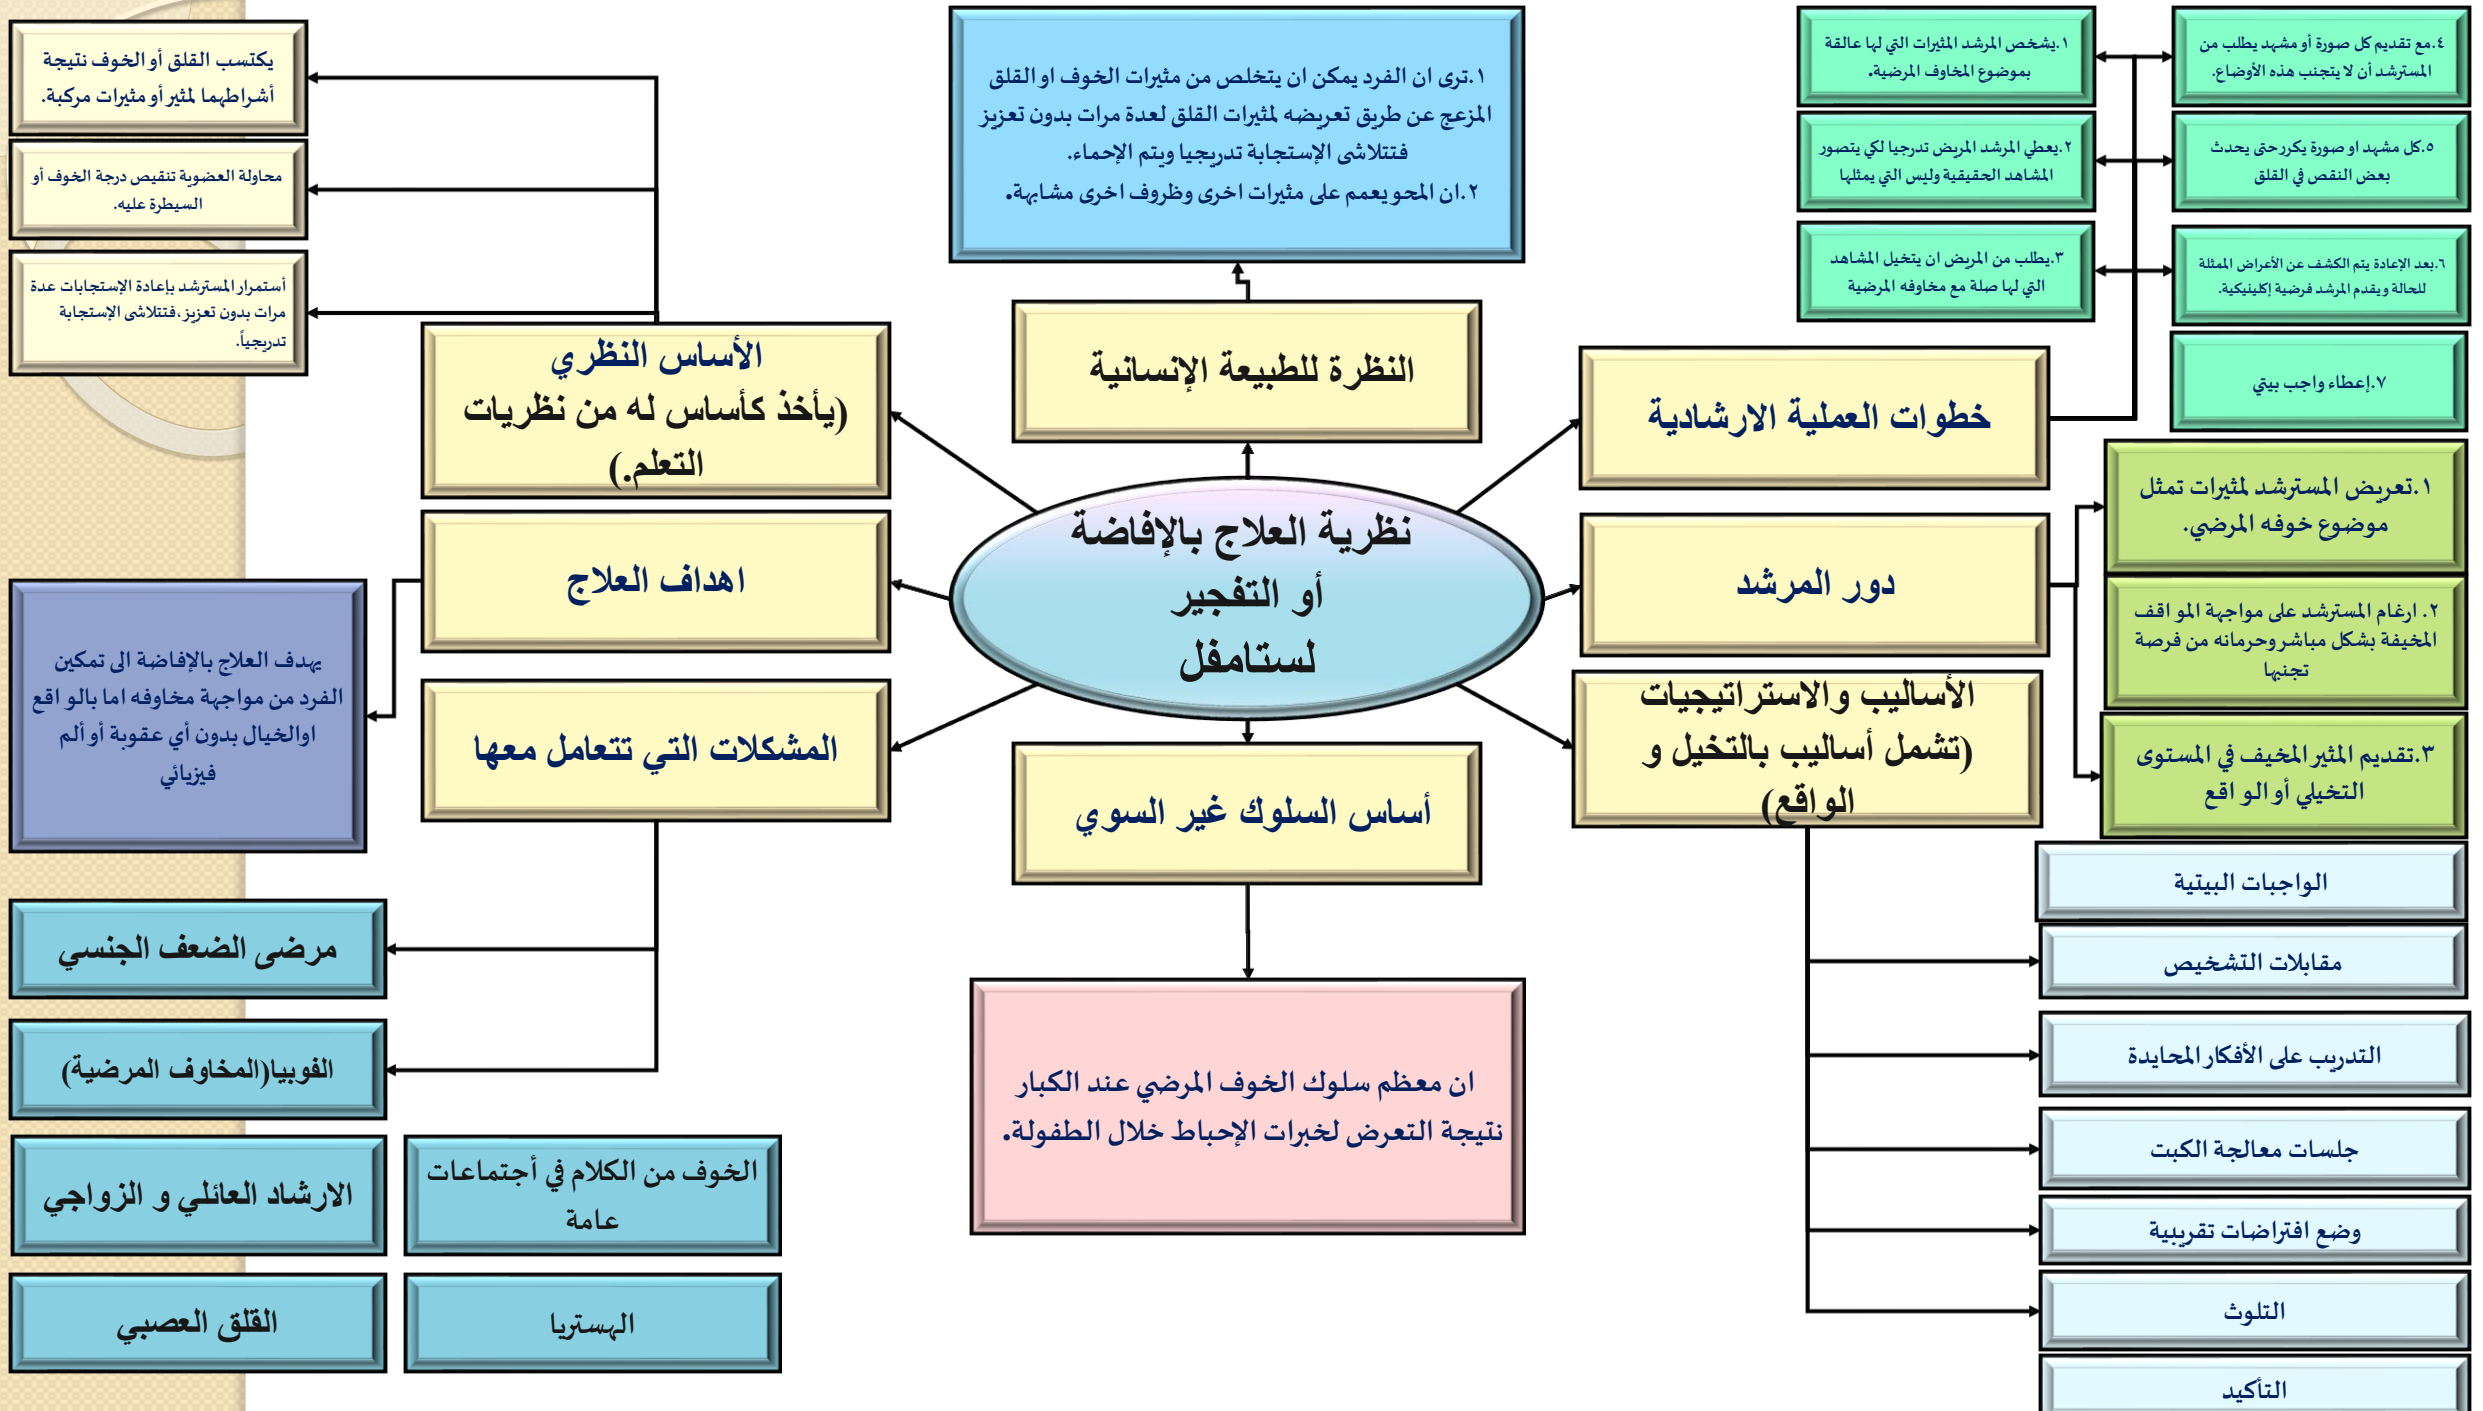 نظرية العلاج بالإفاضة
أو التفجير
لستامفل
النظرة للطبيعة الإنسانية
١.ترى ان الفرد يمكن ان يتخلص من مثيرات الخوف او القلق
المزعج عن طريق تعريضه لمثيرات القلق لعدة مرات بدون تعزيز
فتتلاشى الإستجابة تدريجيا ويتم الإحماء.
٢.ان المحو يعمم على مثيرات اخرى وظروف اخرى مشابهة.
خطوات العملية الارشادية
١.يشخص المرشد المثيرات التي لها عالقة
بموضوع المخاوف المرضية.
٢.يعطي المرشد المريض تدرجيا لكي يتصور
المشاهد الحقيقية وليس التي يمثلها
٣.يطلب من المريض ان يتخيل المشاهد
التي لها صلة مع مخاوفه المرضية
٤.مع تقديم كل صورة أو مشهد يطلب من
المسترشد أن لا يتجنب هذه الأوضاع.
٥.كل مشهد او صورة يكررحتى يحدث
بعض النقص في القلق
٦.بعد الإعادة يتم الكشف عن الأعراض الممثلة
للحالة ويقدم المرشد فرضية إكلينيكية.
٧.إعطاء واجب بيتي
دور المرشد
١.تعريض المسترشد لمثيرات تمثل
موضوع خوفه المرضي.
٢. ارغام المسترشد على مواجهة المو اقف
المخيفة بشكل مباشروحرمانه من فرصة
تجنبها
٣.تقديم المثير المخيف في المستوى
التخيلي أوالو اقع
الأساليب والاستراتيجيات
(تشمل أساليب بالتخيل و
الواقع)
الواجبات البيتية
مقابلات التشخيص
التدريب على الأفكار المحايدة
جلسات معالجة الكبت
وضع افتراضات تقريبية
التلوث
التأكيد
أساس السلوك غير السوي
ان معظم سلوك الخوف المرضي عند الكبار
نتيجة التعرض لخبرات الإحباط خلال الطفولة.
الأساس النظري
(يأخذ كأساس له من نظريات
التعلم.)
يكتسب القلق أو الخوف نتيجة
أشراطهما لمثير أو مثيرات مركبة.
محاولة العضوية تنقيص درجة الخوف أو
السيطرة عليه.
أستمرار المسترشد بإعادة الإستجابات عدة
مرات بدون تعزيز ،فتتلاشى الإستجابة
تدريجياً.
اهداف العلاج
يهدف العلاج بالإفاضة الى تمكين
الفرد من مواجهة مخاوفه اما بالو اقع
اوالخيال بدون أي عقوبة أو ألم
فيزيائي
المشكلات التي تتعامل معها
مرضى الضعف الجنسي
الفوبيا(المخاوف المرضية)
الخوف من الكلام في أجتماعات
عامة
الارشاد العائلي و الزواجي
الهستريا
القلق العصبي